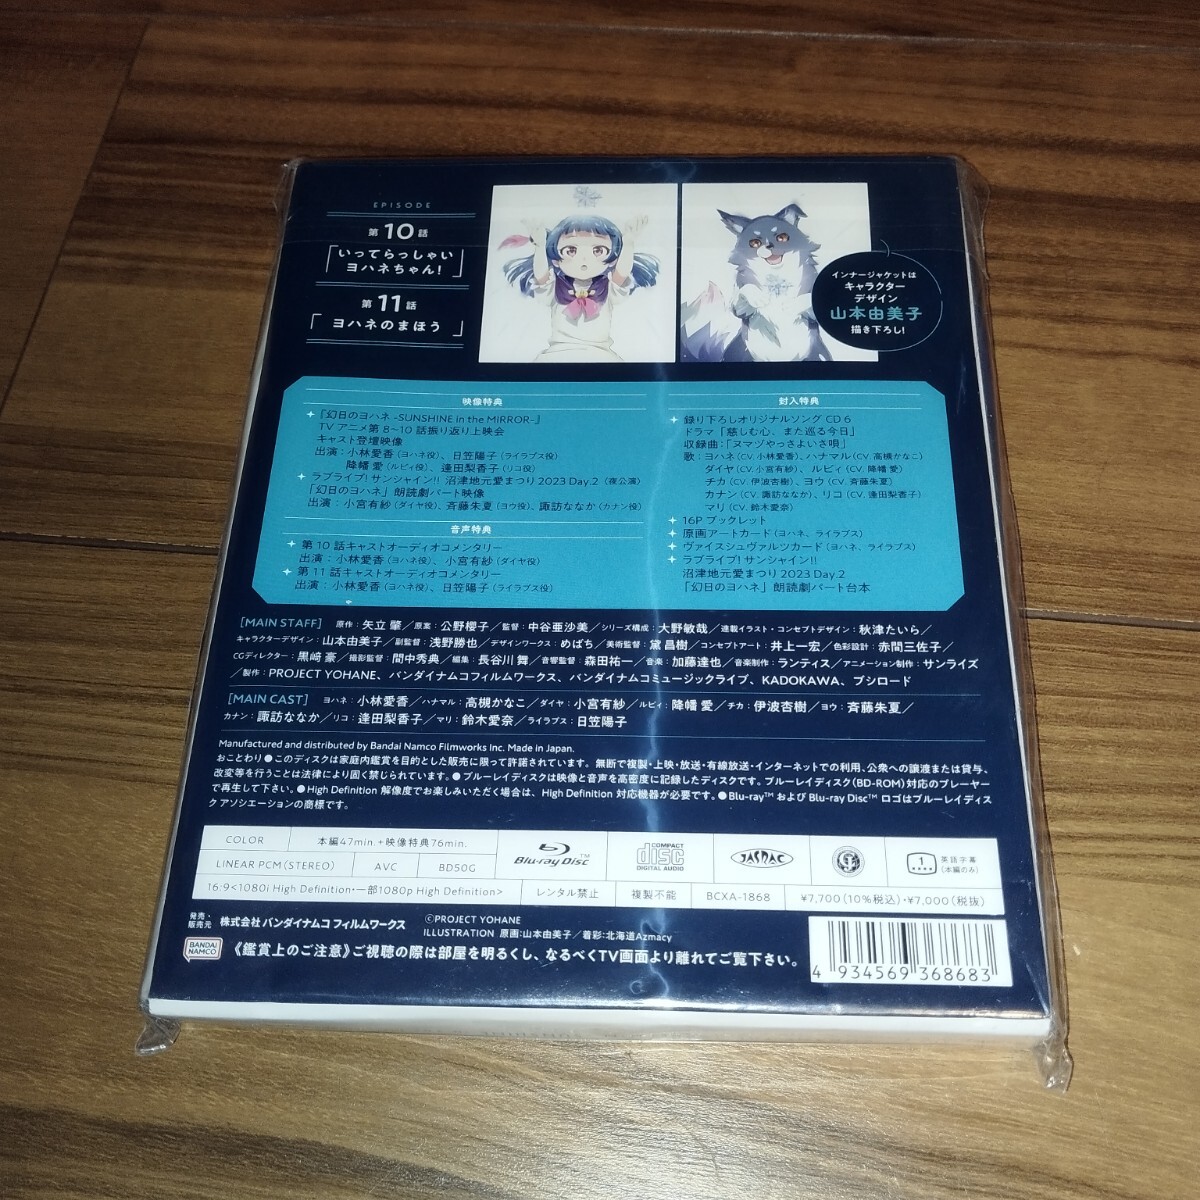 EPISODE
第10話
「いってらっしゃい
ヨハネちゃん!」
第11話
「ヨハネのまほう」
インナージャケットは
キャラクター
デザイン
山本由美子
描き下ろし!
映像特典
『幻日のヨハネ -SUNSHINE in the MIRROR-』
TVアニメ第8~10話振り返り上映会
キャスト登壇映像
出演:小林愛香(ヨハネ役)、日笠陽子(ライラプス役)
降幡 愛(ルビィ役)、逢田梨香子(リコ役)
ラブライブ! サンシャイン!! 沼津地元愛まつり 2023 Day.2(夜公演)
「幻日のヨハネ」朗読劇パート映像
出演:小宮有紗(ダイヤ役)、斉藤朱夏(ヨウ役)、諏訪ななか(カナン役)
音声特典
第10話キャストオーディオコメンタリー
出演:小林愛香(ヨハネ役)、小宮有紗(ダイヤ役)
第11話キャストオーディオコメンタリー
出演:小林愛香(ヨハネ役)、日笠陽子(ライラプス役)
封入特典
録り下ろしオリジナルソング CD 6
ドラマ「慈しむ心、また巡る今日」
収録曲:「ヌマヅやっさよいさ唄」
歌:ヨハネ(CV.小林愛香)、ハナマル(CV.高槻かなこ)
ダイヤ(CV.小宮有紗)、ルビィ(CV.降幡 愛)
チカ(CV.伊波杏樹)、ヨウ(CV.斉藤朱夏)
カナン(CV.諏訪ななか)、リコ(CV.逢田梨香子)
マリ(CV.鈴木愛奈)
16P ブックレット
原画アートカード(ヨハネ、ライラプス)
ヴァイスシュヴァルツカード(ヨハネ、ライラプス)
ラブライブ! サンシャイン!!
沼津地元愛まつり 2023 Day.2
「幻日のヨハネ」朗読劇パート台本
[MAIN STAFF] 原作:矢立 肇/原案:公野櫻子/監督:中谷亜沙美/シリーズ構成:大野敏哉/連載イラスト・コンセプトデザイン:秋津たいら/
キャラクターデザイン:山本由美子/副監督:浅野勝也/デザインワークス:めばち/美術監督:黛 昌樹/コンセプトアート:井上一宏/色彩設計:赤間三佐子/
CGディレクター:黒﨑 豪/撮影監督:間中秀典/編集:長谷川 舞/音響監督:森田祐一/音楽:加藤達也/音楽制作:ランティス/アニメーション制作:サンライズ
/製作:PROJECT YOHANE、バンダイナムコフィルムワークス、バンダイナムコミュージックライブ、KADOKAWA、ブシロード
[MAIN CAST] ヨハネ:小林愛香/ハナマル:高槻かなこ/ダイヤ:小宮有紗/ルビィ:降幡 愛/チカ:伊波杏樹/ヨウ:斉藤朱夏/
カナン:諏訪ななか/リコ:逢田梨香子/マリ:鈴木愛奈/ライラプス:日笠陽子
Manufactured and distributed by Bandai Namco Filmworks Inc. Made in Japan.
おことわり●このディスクは家庭内鑑賞を目的とした販売に限って許諾されています。無断で複製・上映・放送・有線放送・インターネットでの利用、公衆への譲渡または貸与、
改変等を行うことは法律により固く禁じられています。●ブルーレイディスクは映像と音声を高密度に記録したディスクです。ブルーレイディスク(BD-ROM)対応のプレーヤー
で再生して下さい。●High Definition 解像度でお楽しみいただく場合は、High Definition 対応機器が必要です。●Blu-ray™ および Blu-ray Disc™ ロゴはブルーレイディス
ク アソシエーションの商標です。
COLOR 本編47min.+映像特典76min.
LINEAR PCM(STEREO) AVC BD50G
Blu-ray Disc™
COMPACT disc DIGITAL AUDIO
JASRAC
1 英語字幕
(本編のみ)
16:9<1080i High Definition・一部1080p High Definition> レンタル禁止 複製不能 BCXA-1868 ¥7,700(10%税込)・¥7,000(税抜)
発売・
販売元 株式会社 バンダイナムコ フィルムワークス
©PROJECT YOHANE
ILLUSTRATION 原画:山本由美子/着彩:北海道Azmacy
BANDAI
NAMCO
《鑑賞上のご注意》ご視聴の際は部屋を明るくし、なるべくTV画面より離れてご覧下さい。
4 934569 368683